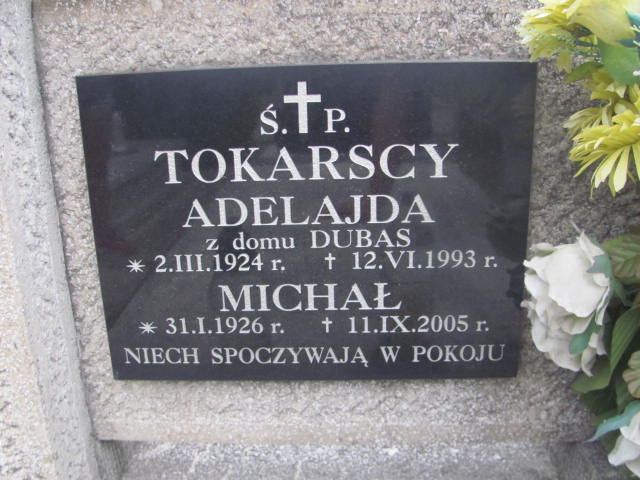 Ś. ✝ P.
TOKARSCY
ADELAJDA
z domu DUBAS
* 2.III.1924 r. † 12.VI.1993 r.
MICHAŁ
* 31.I.1926 r. † 11.IX.2005 r.
NIECH SPOCZYWAJĄ W POKOJU